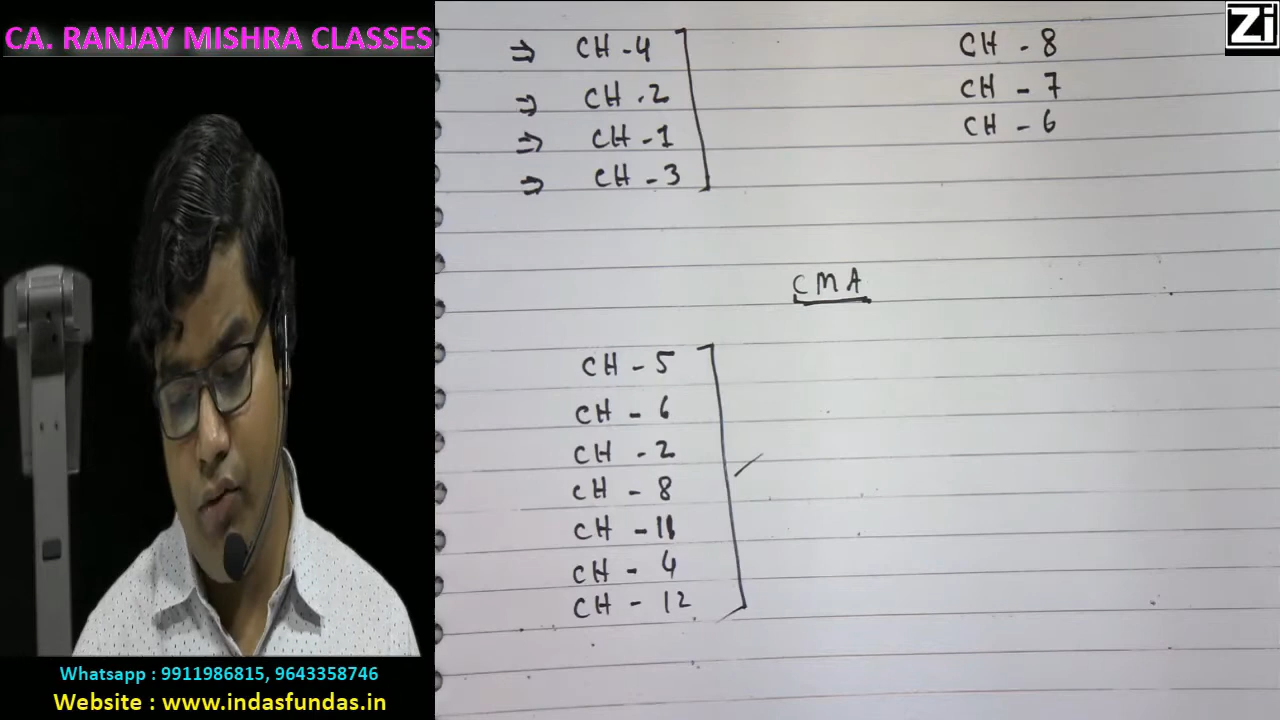 CA. RANJAY MISHRA CLASSES
Zi
⇒ CH - 4
⇒ CH - 2
⇒ CH - 1
⇒ CH - 3
CH - 8
CH - 7
CH - 6
CMA
CH - 5
CH - 6
CH - 2
CH - 8
CH - 11
CH - 4
CH - 12
Whatsapp : 9911986815, 9643358746
Website : www.indasfundas.in